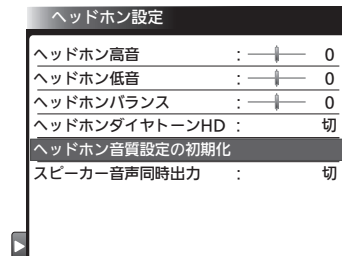 ヘッドホン設定
ヘッドホン高音 : 0
ヘッドホン低音 : 0
ヘッドホンバランス : 0
ヘッドホンダイヤトーンHD : 切
ヘッドホン音質設定の初期化
スピーカー音声同時出力 : 切